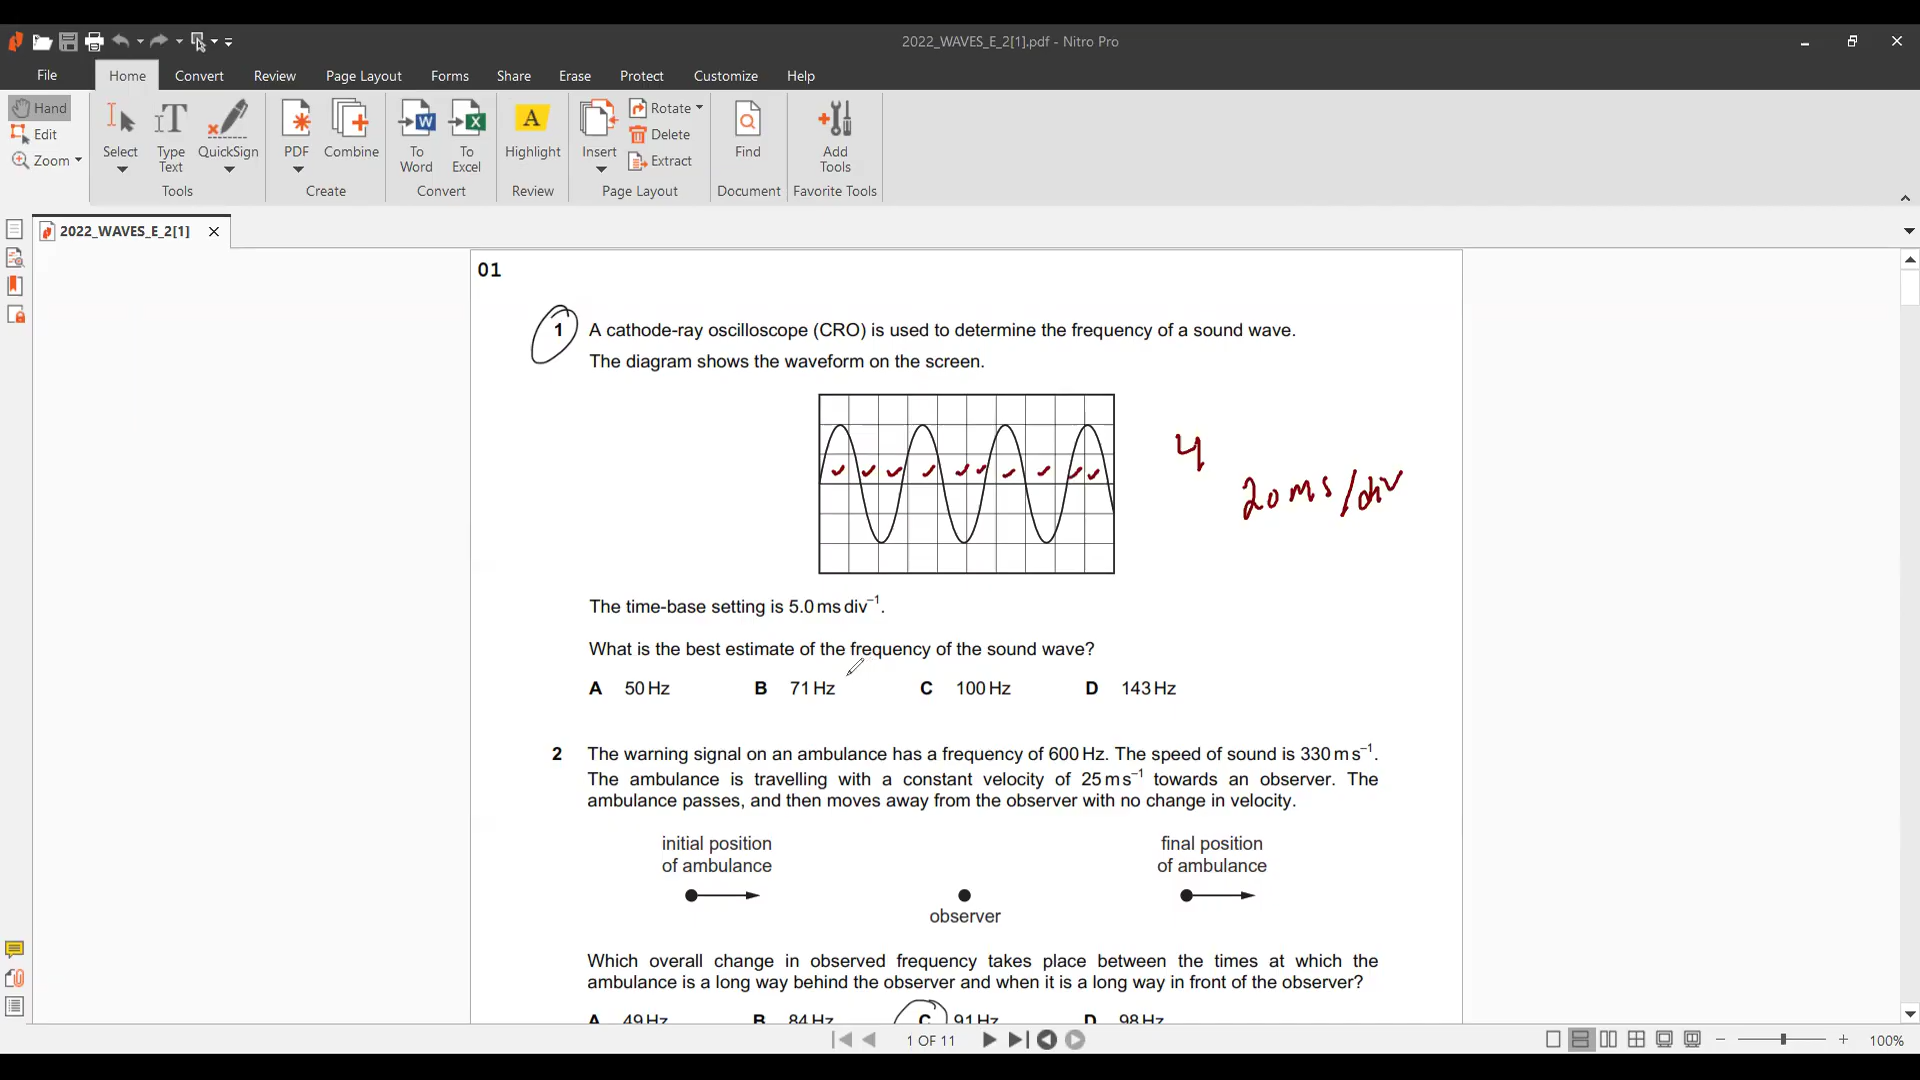 2022_WAVES_E_2[1].pdf - Nitro Pro
File Home Convert Review Page Layout Forms Share Erase Protect Customize Help
Hand
Edit
Zoom
Select
Type Text
QuickSign
Tools
PDF
Combine
Create
To Word
To Excel
Convert
Highlight
Review
Insert
Rotate
Delete
Extract
Page Layout
Find
Document
Add Tools
Favorite Tools
2022_WAVES_E_2[1]
01
1 A cathode-ray oscilloscope (CRO) is used to determine the frequency of a sound wave.
The diagram shows the waveform on the screen.
4
20ms/div
The time-base setting is 5.0 ms div⁻¹.
What is the best estimate of the frequency of the sound wave?
A 50 Hz B 71 Hz C 100 Hz D 143 Hz
2 The warning signal on an ambulance has a frequency of 600 Hz. The speed of sound is 330 m s⁻¹.
The ambulance is travelling with a constant velocity of 25 m s⁻¹ towards an observer. The
ambulance passes, and then moves away from the observer with no change in velocity.
initial position
of ambulance
final position
of ambulance
observer
Which overall change in observed frequency takes place between the times at which the
ambulance is a long way behind the observer and when it is a long way in front of the observer?
A 49 Hz B 84 Hz C 91 Hz D 98 Hz
1 OF 11
100%